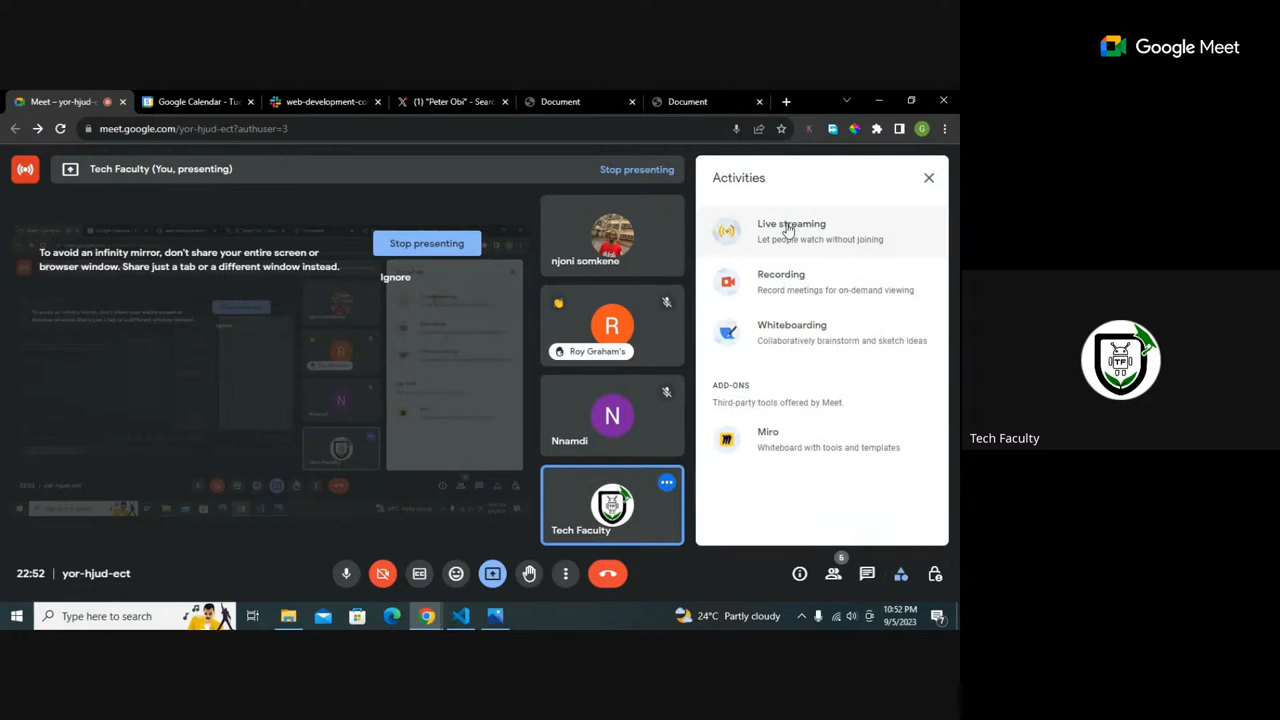 Google Meet
Meet – yor-hjud-e
Google Calendar - Tue
web-development-co
(1) "Peter Obi" - Searc
Document
Document
meet.google.com/yor-hjud-ect?authuser=3
K
G
Tech Faculty (You, presenting)
Stop presenting
Activities
To avoid an infinity mirror, don't share your entire screen or
browser window. Share just a tab or a different window instead.
Stop presenting
Ignore
njoni somkene
R
Roy Graham's
N
Nnamdi
TF
Tech Faculty
Live streaming
Let people watch without joining
Recording
Record meetings for on-demand viewing
Whiteboarding
Collaboratively brainstorm and sketch ideas
ADD-ONS
Third-party tools offered by Meet.
Miro
Whiteboard with tools and templates
TF
Tech Faculty
22:52 | yor-hjud-ect
5
Type here to search
24°C Partly cloudy
10:52 PM
9/5/2023
7